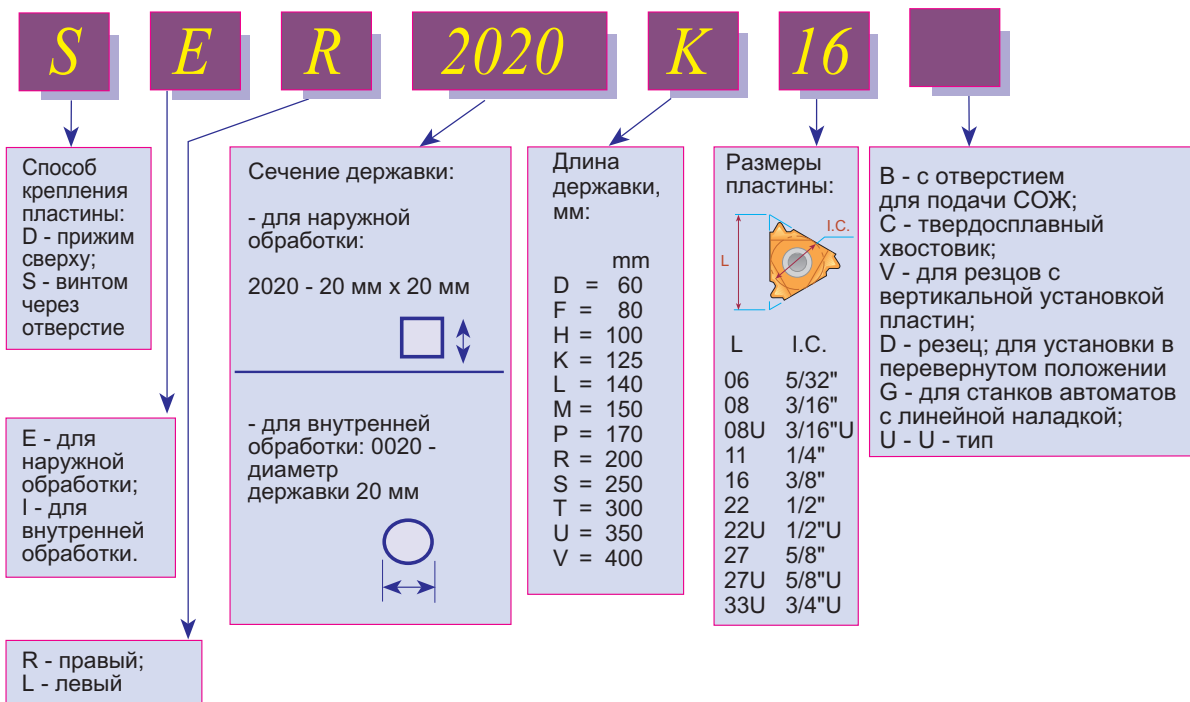 S E R 2020 K 16
Способ
крепления
пластины:
D - прижим
сверху;
S - винтом
через
отверстие
E - для
наружной
обработки;
I - для
внутренней
обработки.
R - правый;
L - левый
Сечение державки:
- для наружной
обработки:
2020 - 20 мм x 20 мм
- для внутренней
обработки: 0020 -
диаметр
державки 20 мм
Длина
державки,
мм:
mm
D = 60
F = 80
H = 100
K = 125
L = 140
M = 150
P = 170
R = 200
S = 250
T = 300
U = 350
V = 400
Размеры
пластины:
I.C.
L
L I.C.
06 5/32"
08 3/16"
08U 3/16"U
11 1/4"
16 3/8"
22 1/2"
22U 1/2"U
27 5/8"
27U 5/8"U
33U 3/4"U
B - с отверстием
для подачи СОЖ;
C - твердосплавный
хвостовик;
V - для резцов с
вертикальной установкой
пластин;
D - резец; для установки в
перевернутом положении
G - для станков автоматов
с линейной наладкой;
U - U - тип